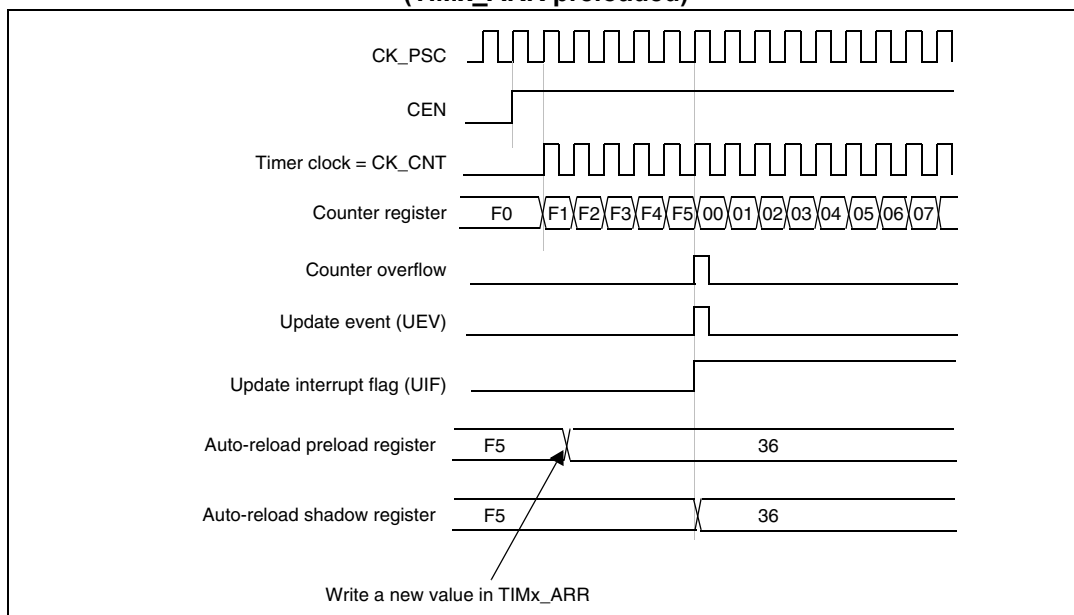 (TIMx_ARR preloaded)
CK_PSC
CEN
Timer clock = CK_CNT
Counter register F0 F1 F2 F3 F4 F5 00 01 02 03 04 05 06 07
Counter overflow
Update event (UEV)
Update interrupt flag (UIF)
Auto-reload preload register F5 36
Auto-reload shadow register F5 36
Write a new value in TIMx_ARR